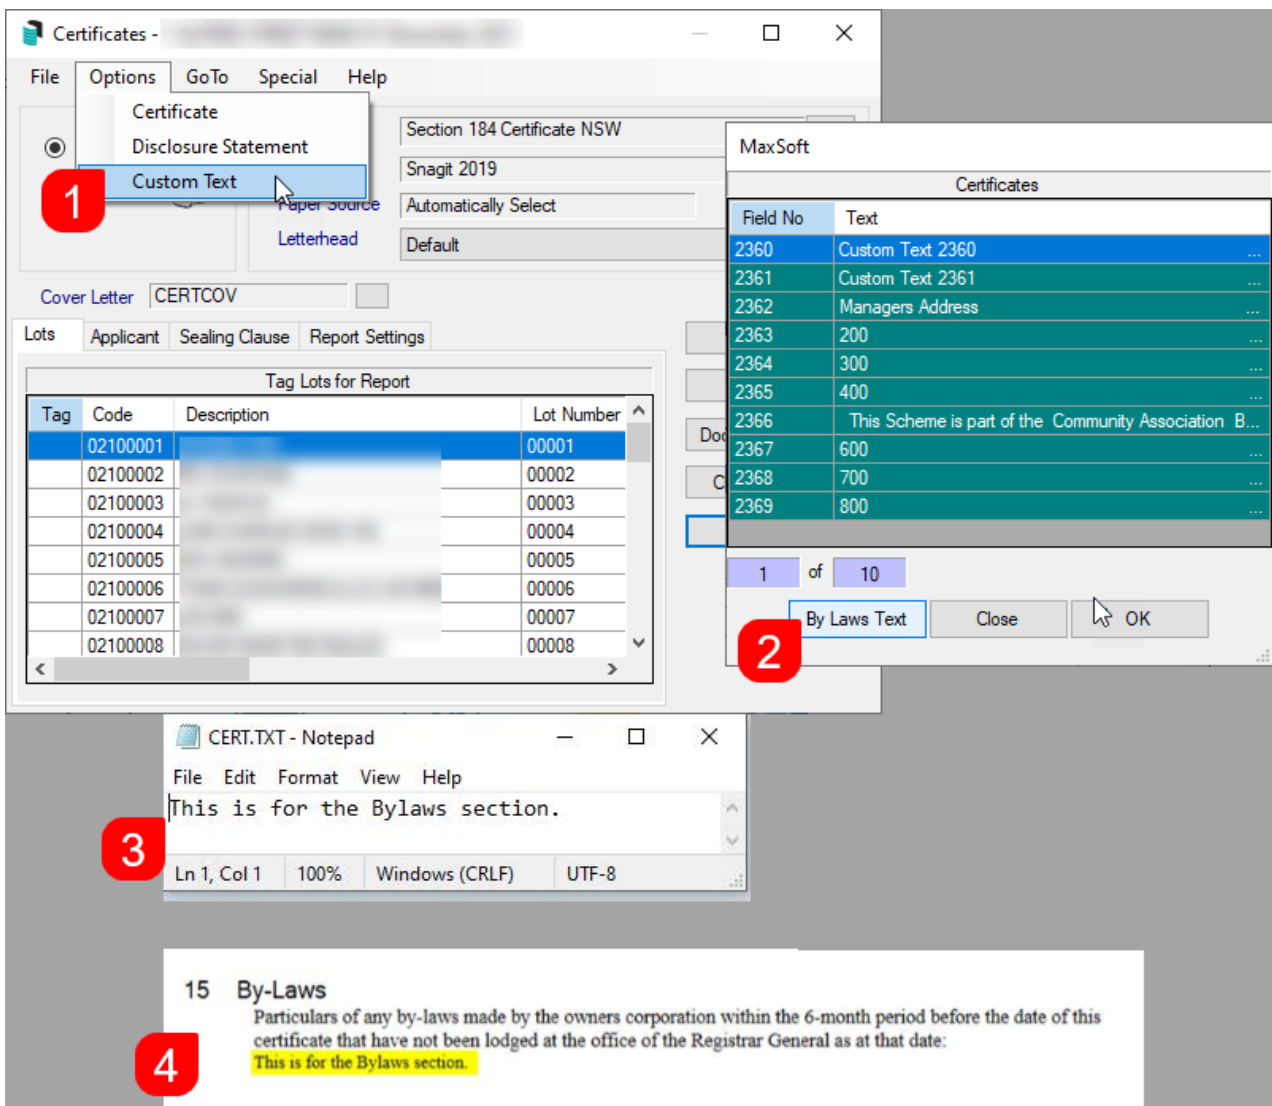 Certificates -
File Options GoTo Special Help
Certificate
Disclosure Statement
Custom Text
1
Section 184 Certificate NSW
Snagit 2019
Paper Source Automatically Select
Letterhead Default
Cover Letter CERTCOV
Lots Applicant Sealing Clause Report Settings
Tag Lots for Report
Tag Code Description Lot Number
02100001 00001
02100002 00002
02100003 00003
02100004 00004
02100005 00005
02100006 00006
02100007 00007
02100008 00008
MaxSoft
Certificates
Field No Text
2360 Custom Text 2360 ...
2361 Custom Text 2361 ...
2362 Managers Address ...
2363 200 ...
2364 300 ...
2365 400 ...
2366 This Scheme is part of the Community Association B...
2367 600 ...
2368 700 ...
2369 800 ...
1 of 10
By Laws Text Close OK
2
CERT.TXT - Notepad
File Edit Format View Help
This is for the Bylaws section.
3
Ln 1, Col 1 100% Windows (CRLF) UTF-8
15 By-Laws
Particulars of any by-laws made by the owners corporation within the 6-month period before the date of this
certificate that have not been lodged at the office of the Registrar General as at that date:
This is for the Bylaws section.
4